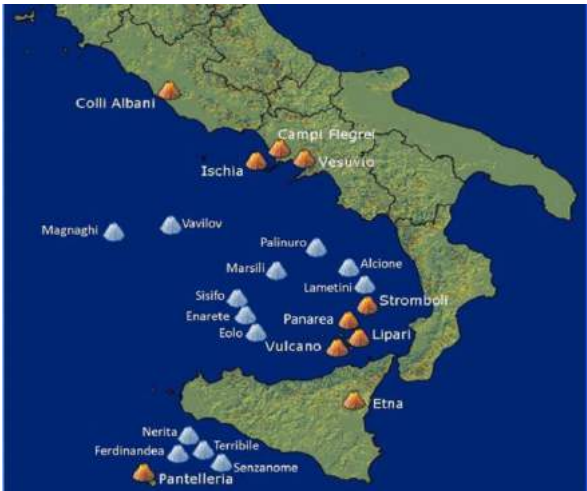 Colli Albani
Campi Flegrei
Ischia
Vesuvio
Magnaghi
Vavilov
Palinuro
Marsili
Alcione
Lametini
Sisifo
Stromboli
Enarete
Panarea
Eolo
Lipari
Vulcano
Etna
Nerita
Ferdinandea
Terribile
Senzanome
Pantelleria